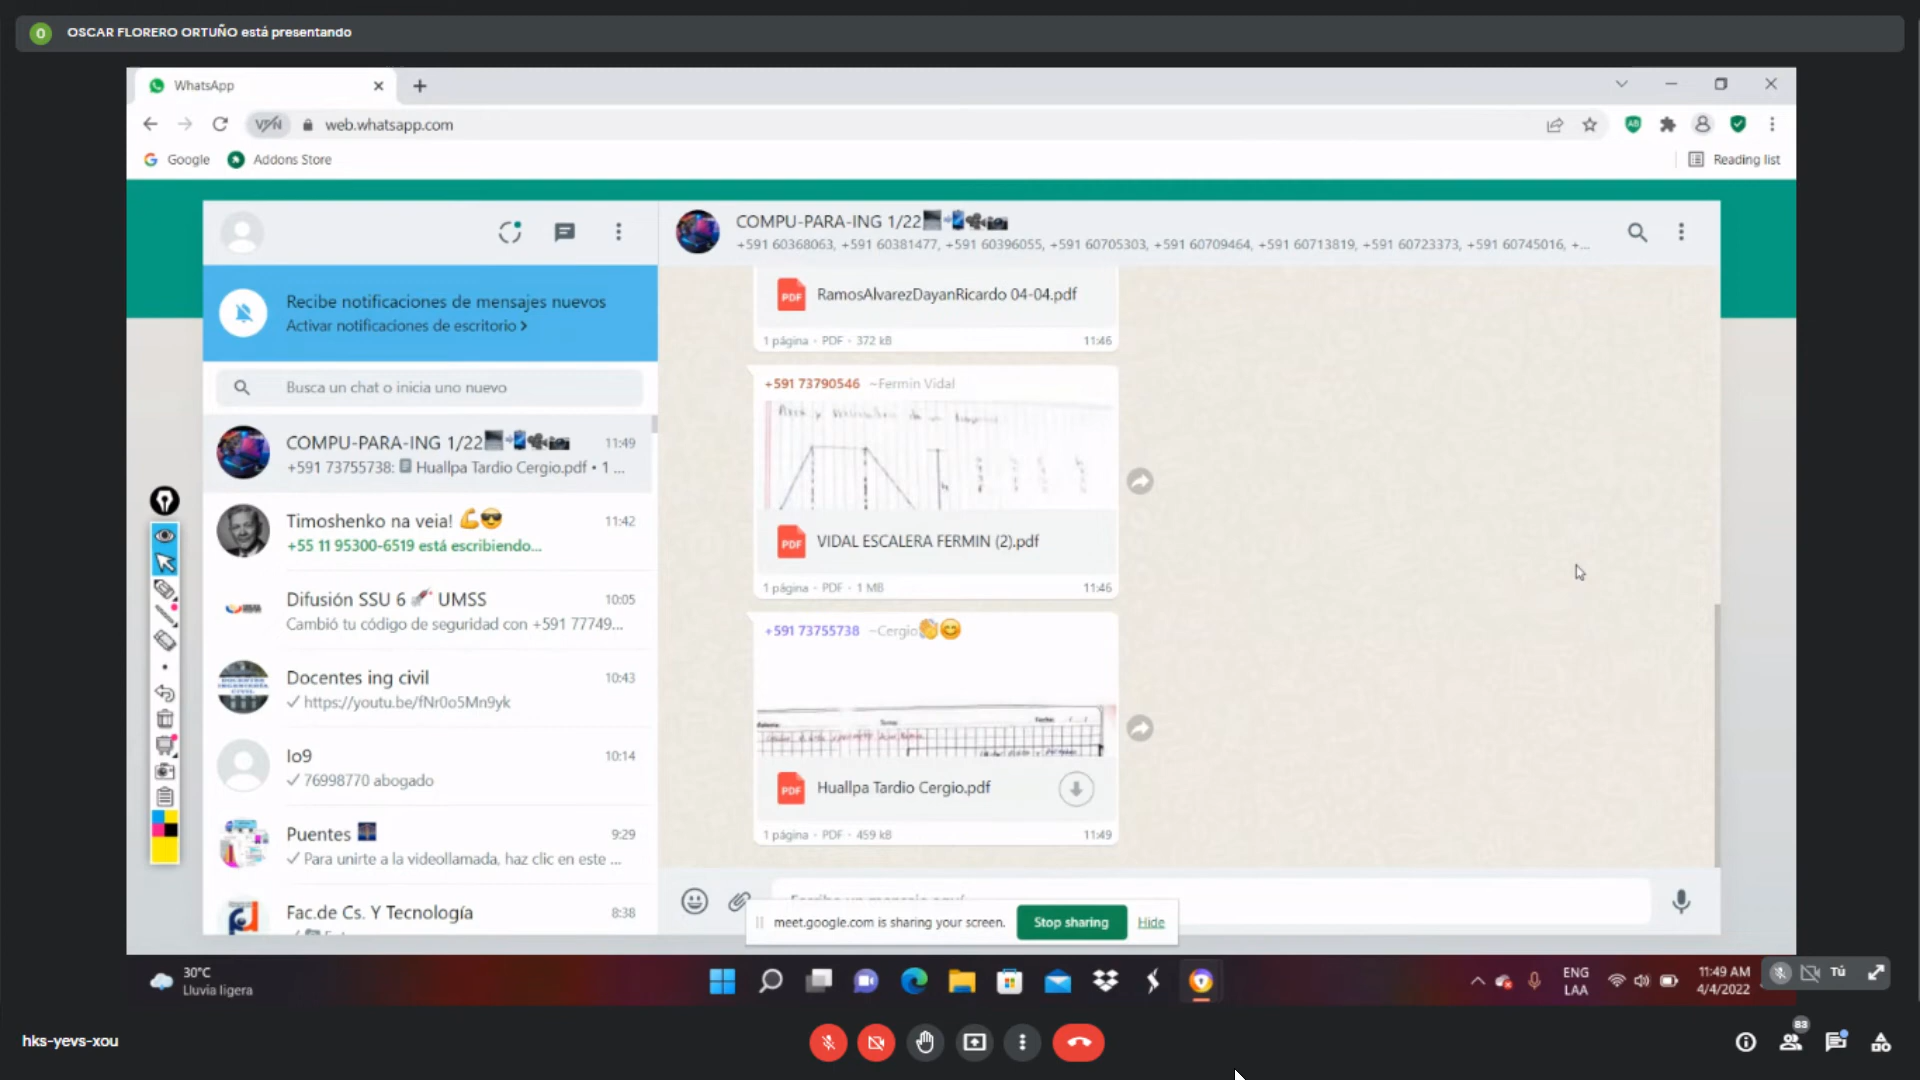 O OSCAR FLORERO ORTUÑO está presentando
WhatsApp
VPN web.whatsapp.com
Google Addons Store Reading list
COMPU-PARA-ING 1/22
+591 60368063, +591 60381477, +591 60396055, +591 60705303, +591 60709464, +591 60713819, +591 60723373, +591 60745016, +...
Recibe notificaciones de mensajes nuevos
Activar notificaciones de escritorio >
Busca un chat o inicia uno nuevo
COMPU-PARA-ING 1/22 11:49
+591 73755738: Huallpa Tardio Cergio.pdf • 1 ...
Timoshenko na veia! 💪😎 11:42
+55 11 95300-6519 está escribiendo...
Difusión SSU 6 UMSS 10:05
Cambió tu código de seguridad con +591 77749...
Docentes ing civil 10:43
https://youtu.be/fNr0o5Mn9yk
Io9 10:14
76998770 abogado
Puentes 9:29
Para unirte a la videollamada, haz clic en este ...
Fac.de Cs. Y Tecnología 8:38
PDF RamosAlvarezDayanRicardo 04-04.pdf
1 página • PDF • 372 kB 11:46
+591 73790546 ~Fermin Vidal
PDF VIDAL ESCALERA FERMIN (2).pdf
1 página • PDF • 1 MB 11:46
+591 73755738 ~Cergio👏😊
PDF Huallpa Tardio Cergio.pdf
1 página • PDF • 459 kB 11:49
meet.google.com is sharing your screen. Stop sharing Hide
30°C
Lluvia ligera
ENG
LAA
11:49 AM
4/4/2022
Tú
hks-yevs-xou
83